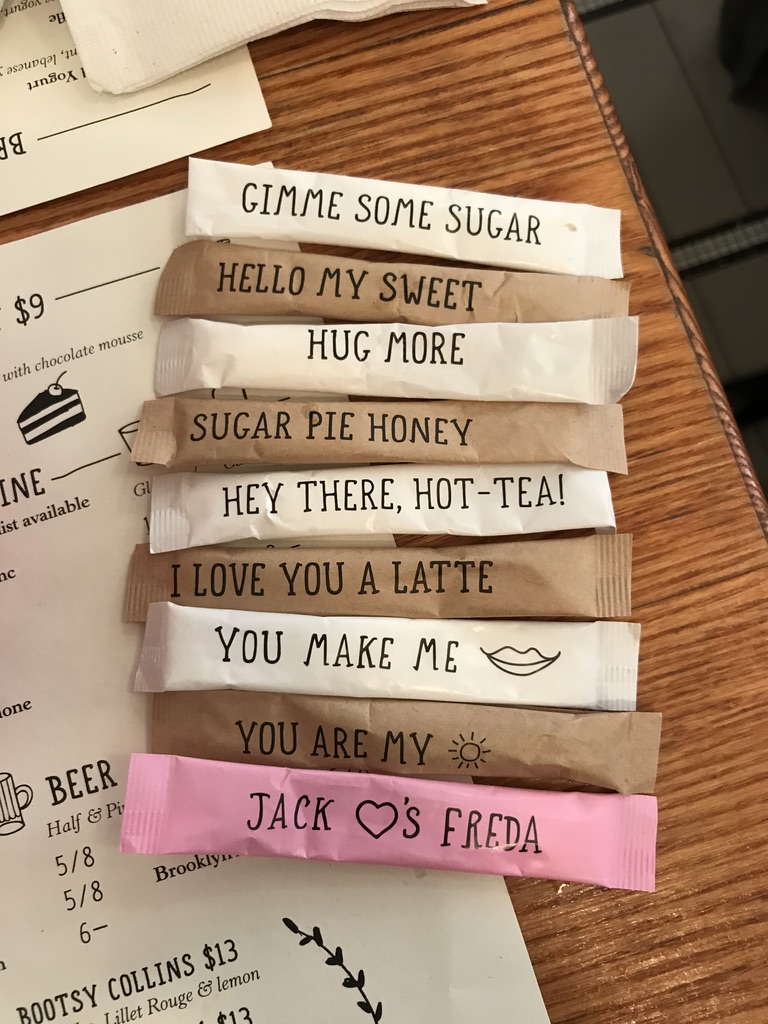 Yogurt
GIMME SOME SUGAR
HELLO MY SWEET
$9
HUG MORE
with chocolate mousse
SUGAR PIE HONEY
HEY THERE, HOT-TEA!
available
I LOVE YOU A LATTE
YOU MAKE ME
YOU ARE MY
JACK ♡'S FREDA
BEER
Half &
5/8
Brooklyn
5/8
6—
BOOTSY COLLINS $13
Lillet Rouge & lemon
$13